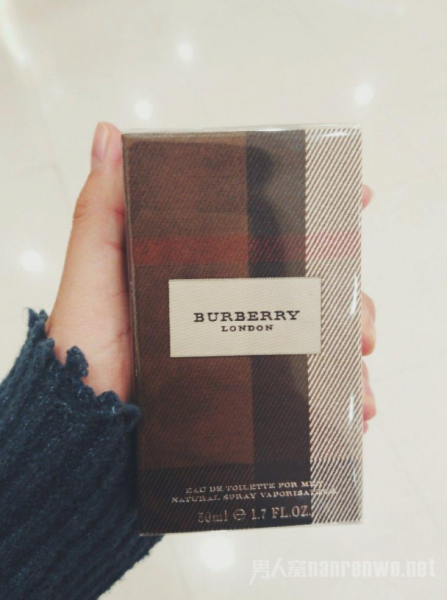 BURBERRY
LONDON
EAU DE TOILETTE FOR MEN
NATURAL SPRAY VAPORISATEUR
50ml ℮ 1.7 FL.OZ.
男人窝nanrenwo.net